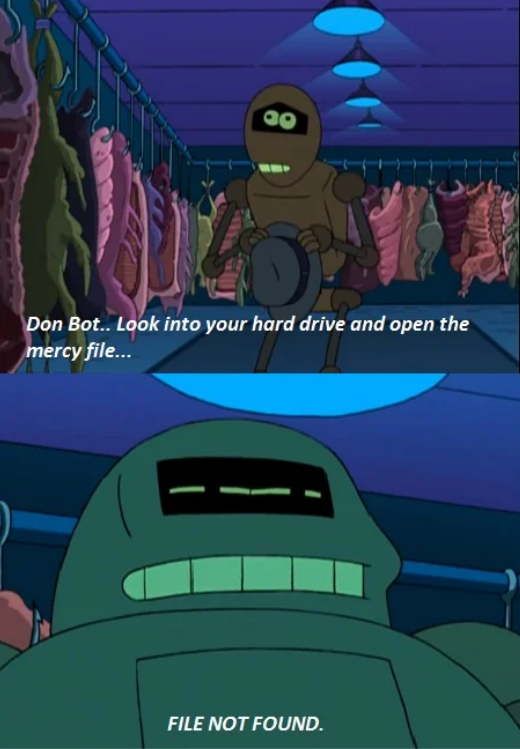 Don Bot.. Look into your hard drive and open the
mercy file...
FILE NOT FOUND.